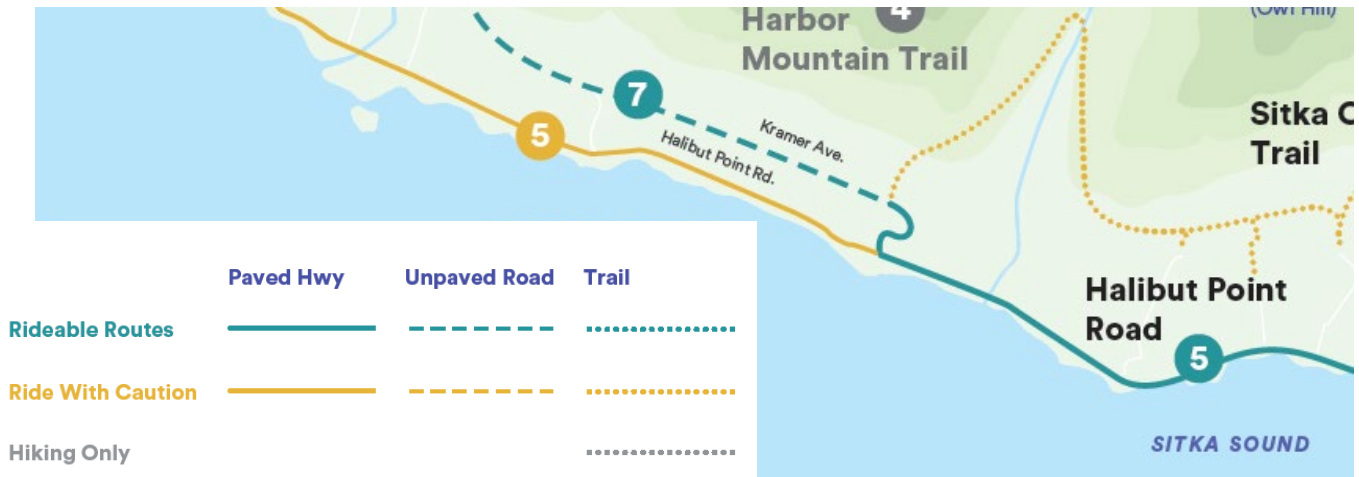 Harbor 4
Mountain Trail
(Owl Hill)
7
5
Kramer Ave.
Halibut Point Rd.
Sitka
Trail
Halibut Point
Road
5
SITKA SOUND
Paved Hwy Unpaved Road Trail
Rideable Routes
Ride With Caution
Hiking Only